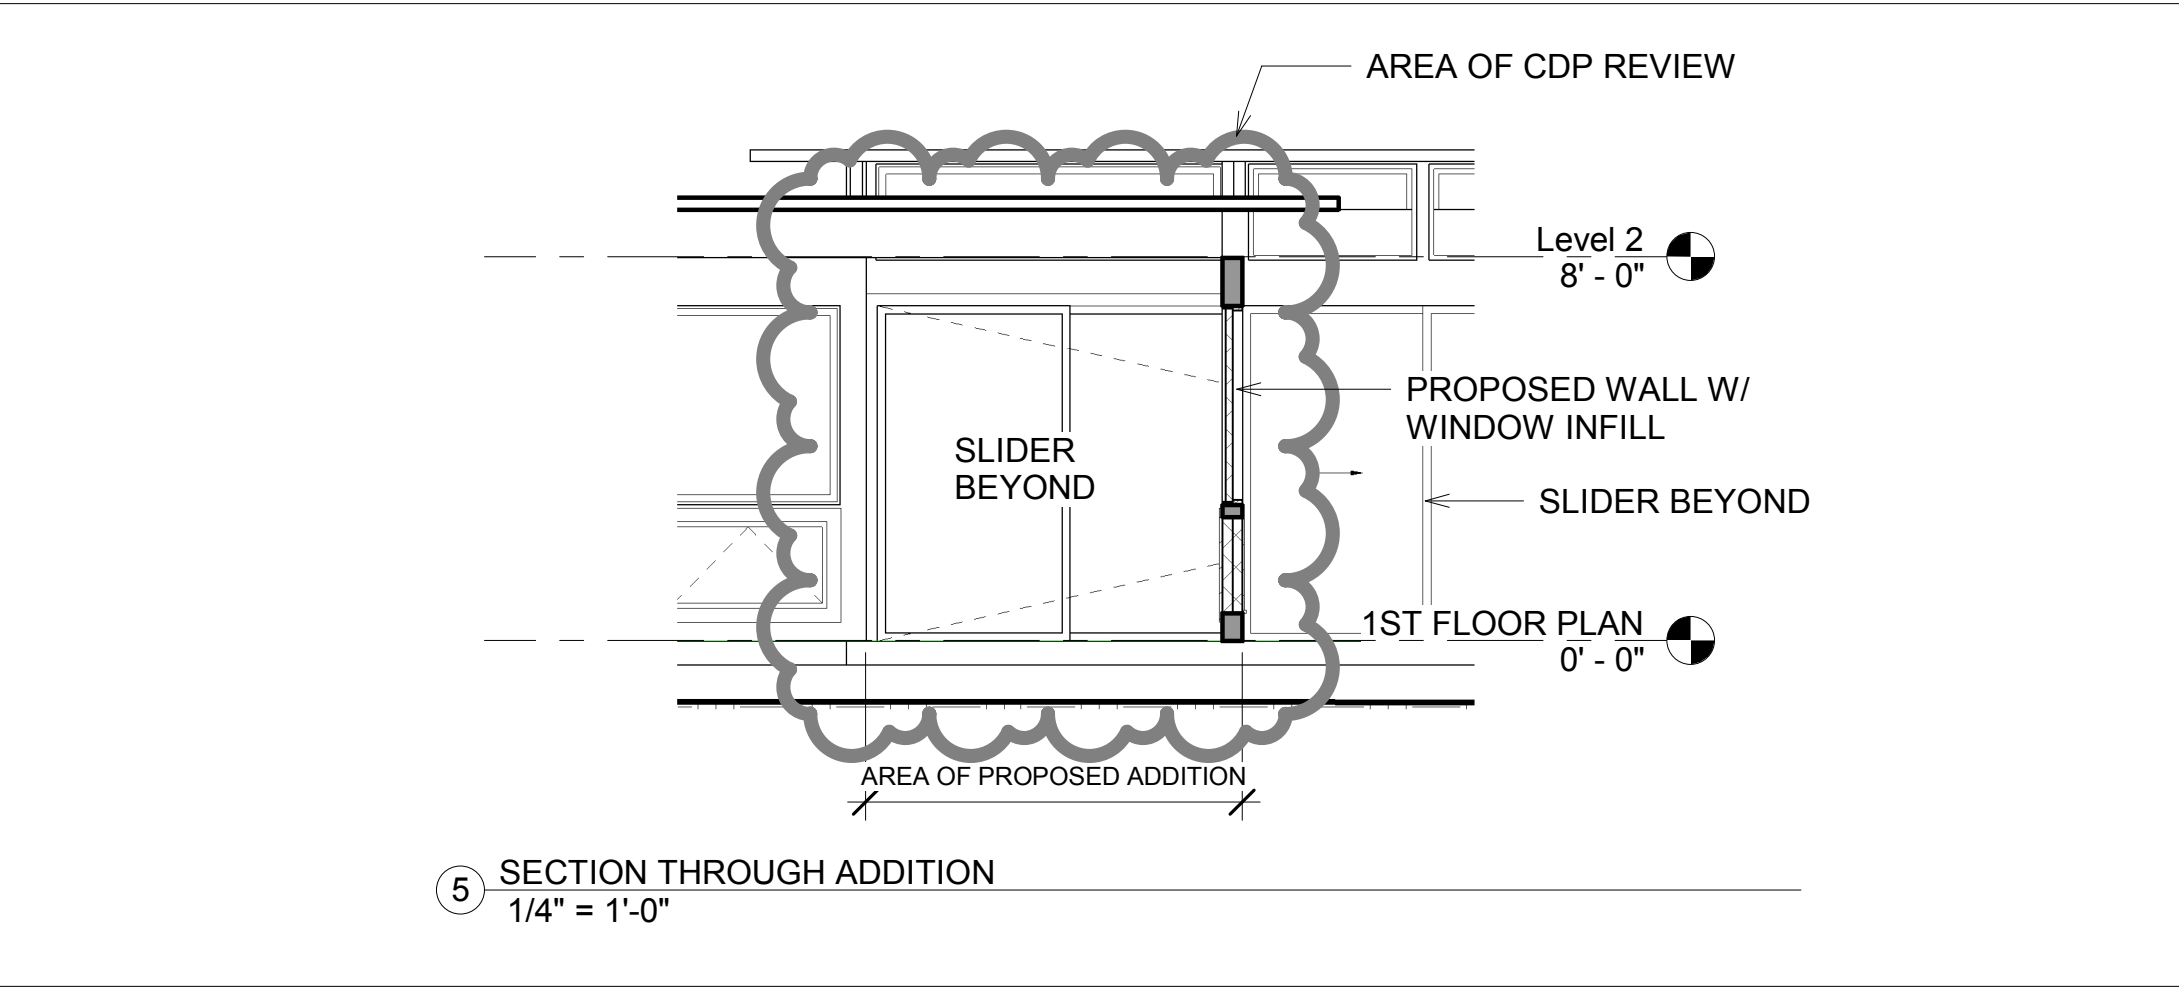 AREA OF CDP REVIEW
Level 2
8' - 0"
PROPOSED WALL W/
WINDOW INFILL
SLIDER
BEYOND
SLIDER BEYOND
1ST FLOOR PLAN
0' - 0"
AREA OF PROPOSED ADDITION
5
SECTION THROUGH ADDITION
1/4" = 1'-0"